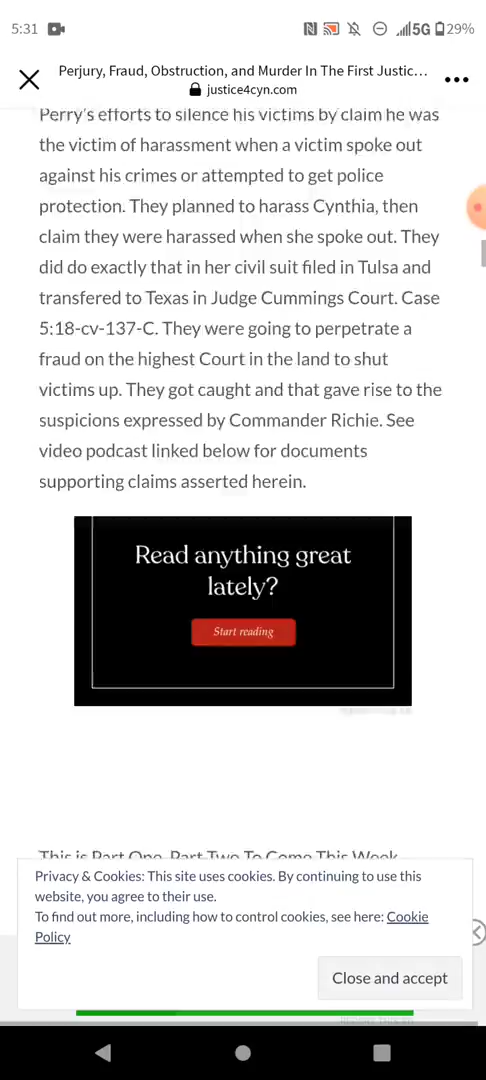 5:31
5G 29%
Perjury, Fraud, Obstruction, and Murder In The First Justic...
justice4cyn.com
Perry's efforts to silence his victims by claim he was
the victim of harassment when a victim spoke out
against his crimes or attempted to get police
protection. They planned to harass Cynthia, then
claim they were harassed when she spoke out. They
did do exactly that in her civil suit filed in Tulsa and
transfered to Texas in Judge Cummings Court. Case
5:18-cv-137-C. They were going to perpetrate a
fraud on the highest Court in the land to shut
victims up. They got caught and that gave rise to the
suspicions expressed by Commander Richie. See
video podcast linked below for documents
supporting claims asserted herein.
Read anything great
lately?
Start reading
This is Part One. Part Two To Come This Week
Privacy & Cookies: This site uses cookies. By continuing to use this
website, you agree to their use.
To find out more, including how to control cookies, see here: Cookie
Policy
Close and accept